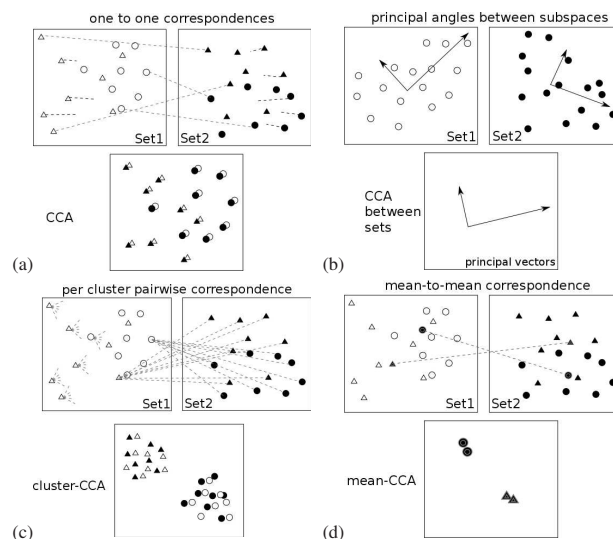 one to one correspondences
Set1
Set2
CCA
(a)
principal angles between subspaces
Set1
Set2
CCA
between
sets
principal vectors
(b)
per cluster pairwise correspondence
Set1
Set2
cluster-CCA
(c)
mean-to-mean correspondence
Set1
Set2
mean-CCA
(d)